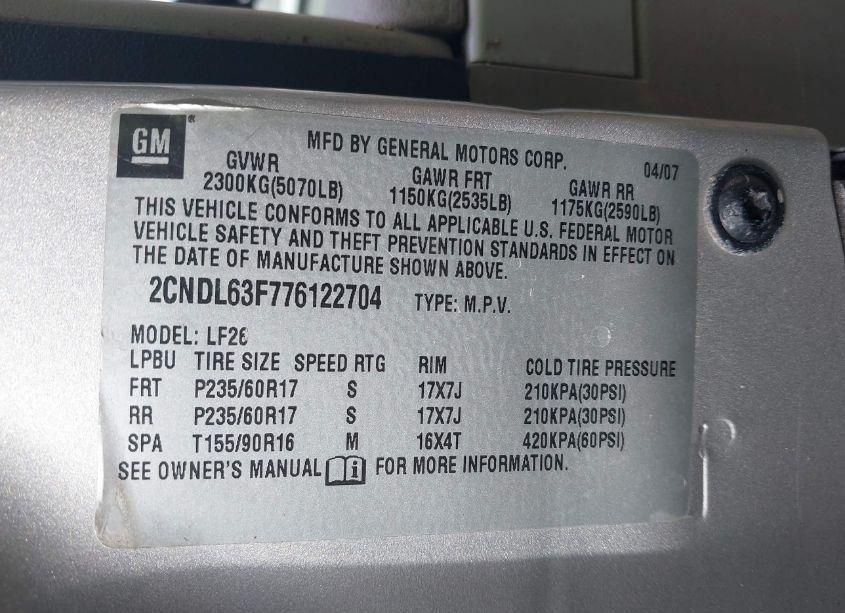 GM ®
MFD BY GENERAL MOTORS CORP. 04/07
GVWR GAWR FRT GAWR RR
2300KG(5070LB) 1150KG(2535LB) 1175KG(2590LB)
THIS VEHICLE CONFORMS TO ALL APPLICABLE U.S. FEDERAL MOTOR
VEHICLE SAFETY AND THEFT PREVENTION STANDARDS IN EFFECT ON
THE DATE OF MANUFACTURE SHOWN ABOVE.
2CNDL63F776122704 TYPE: M.P.V.
MODEL: LF26
LPBU TIRE SIZE SPEED RTG RIM COLD TIRE PRESSURE
FRT P235/60R17 S 17X7J 210KPA(30PSI)
RR P235/60R17 S 17X7J 210KPA(30PSI)
SPA T155/90R16 M 16X4T 420KPA(60PSI)
SEE OWNER'S MANUAL i FOR MORE INFORMATION.